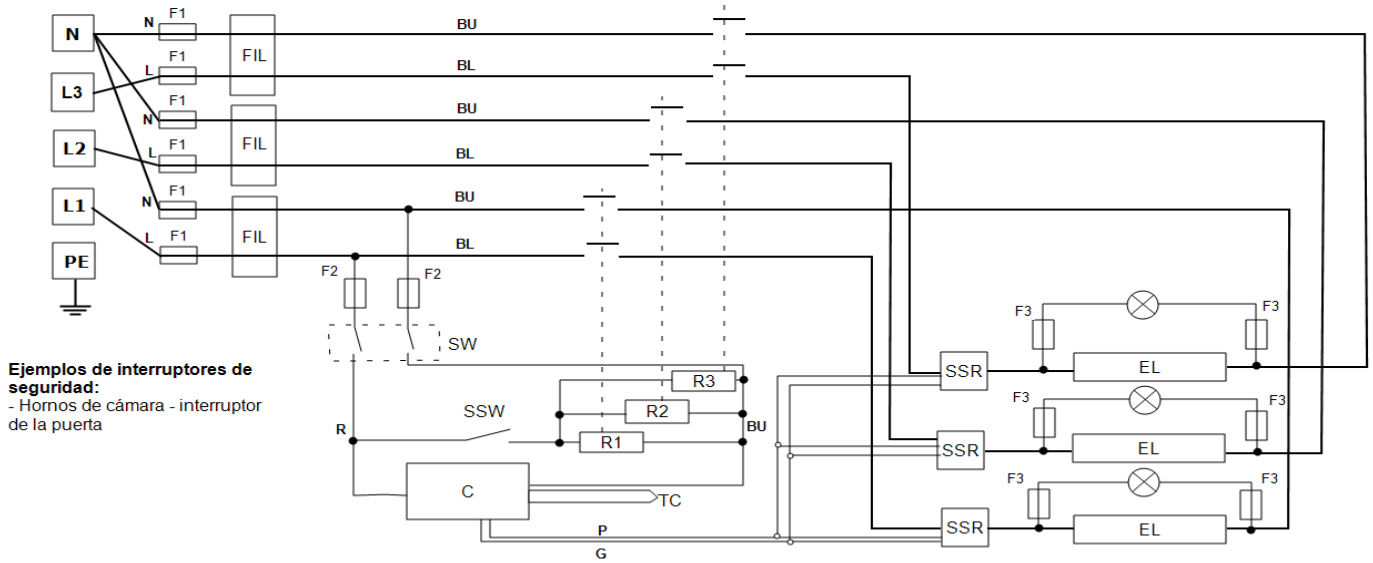 N
N
F1
BU
FIL
L3
L
F1
BL
N
F1
BU
FIL
L2
L
F1
BL
L1
N
F1
BU
FIL
L
F1
BL
PE
F2
F2
SW
Ejemplos de interruptores de
seguridad:
- Hornos de cámara - interruptor
de la puerta
R
SSW
R3
R2
R1
BU
C
TC
P
G
F3
F3
SSR
EL
F3
F3
SSR
EL
F3
F3
SSR
EL